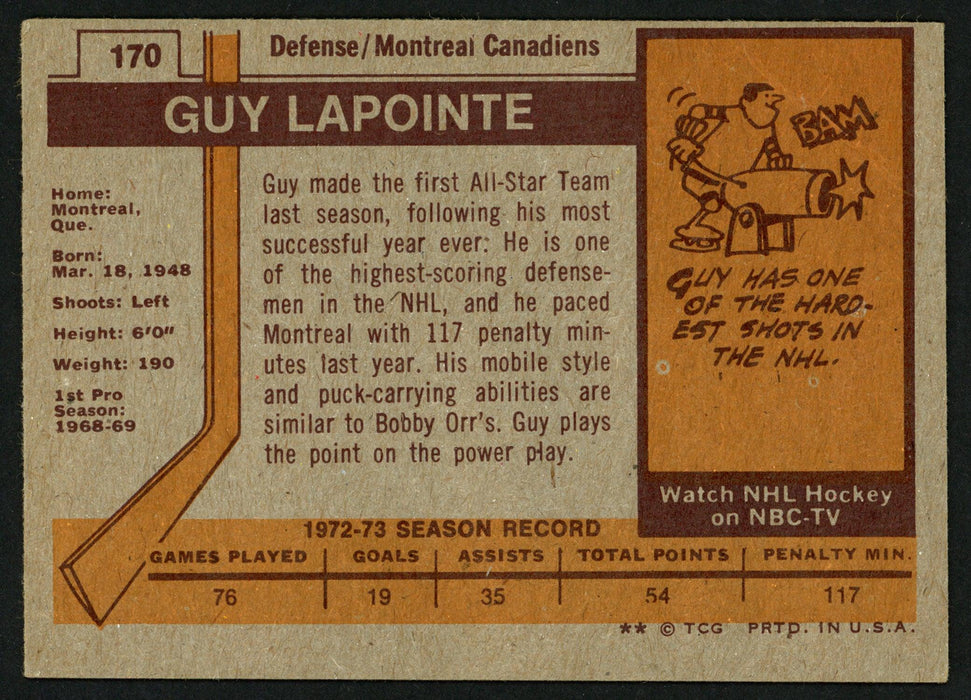 170
Defense/Montreal Canadiens
GUY LAPOINTE
Home:
Montreal,
Que.
Born:
Mar. 18, 1948
Shoots: Left
Height: 6'0"
Weight: 190
1st Pro
Season:
1968-69
Guy made the first All-Star Team
last season, following his most
successful year ever: He is one
of the highest-scoring defense-
men in the NHL, and he paced
Montreal with 117 penalty min-
utes last year. His mobile style
and puck-carrying abilities are
similar to Bobby Orr's. Guy plays
the point on the power play.
BAM
GUY HAS ONE
OF THE HARD-
EST SHOTS IN
THE NHL.
Watch NHL Hockey
on NBC-TV
1972-73 SEASON RECORD
GAMES PLAYED GOALS ASSISTS TOTAL POINTS PENALTY MIN.
76 19 35 54 117
** © TCG PRTD. IN U.S.A.